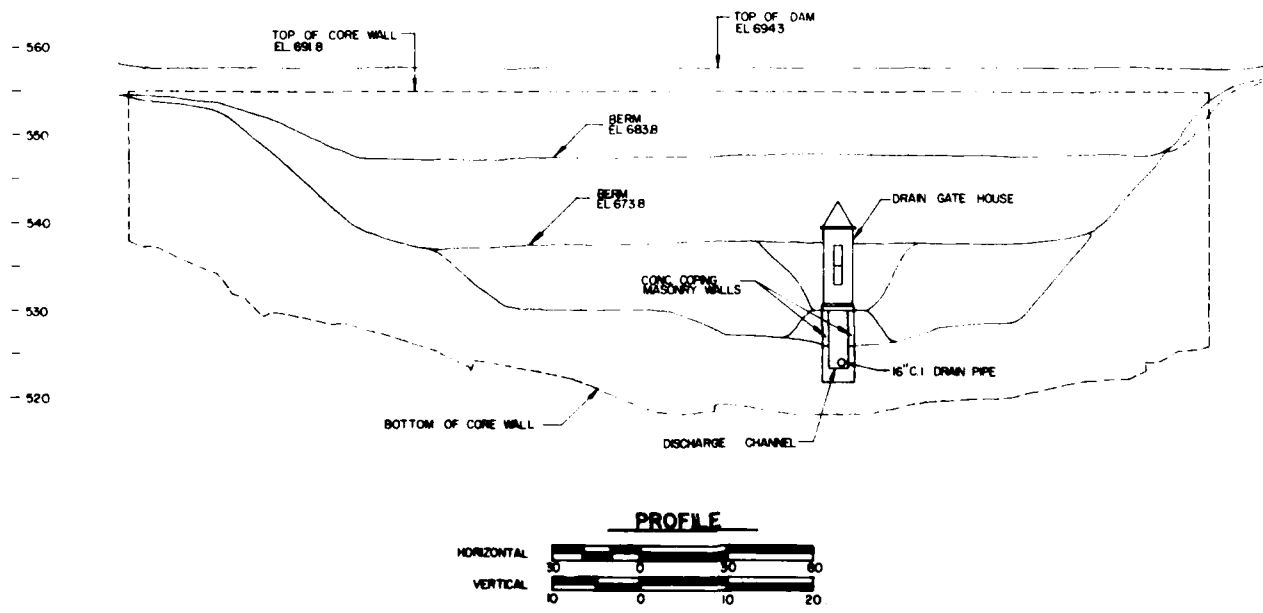 TOP OF DAM
EL 694.3
TOP OF CORE WALL
EL. 691.8
- 560
BERM
EL 683.8
- 550
BERM
EL 673.8
DRAIN GATE HOUSE
- 540
CONC. COPING
MASONRY WALLS
- 530
16" C.I DRAIN PIPE
- 520
BOTTOM OF CORE WALL
DISCHARGE CHANNEL
PROFILE
HORIZONTAL
30 0 30 60
VERTICAL
10 0 10 20